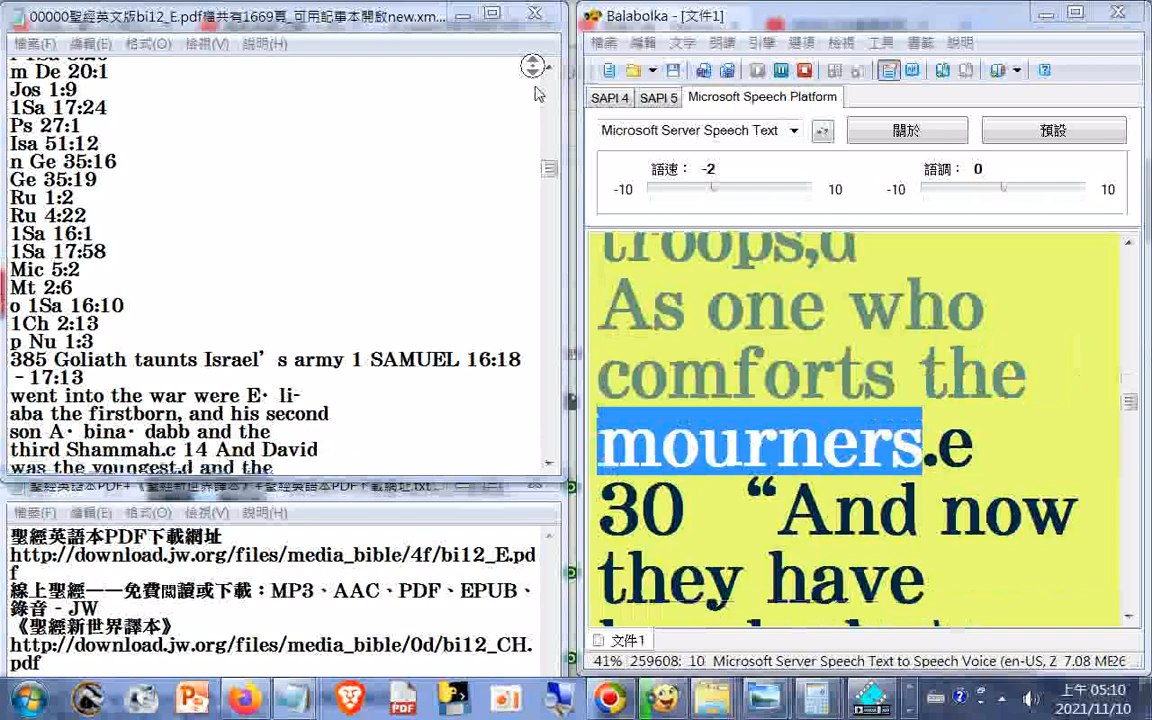 00000聖經英文版bi12_E.pdf檔共有1669頁_可用記事本開啟new.xm...
檔案(F) 編輯(E) 格式(O) 檢視(V) 說明(H)
m De 20:1
Jos 1:9
1Sa 17:24
Ps 27:1
Isa 51:12
n Ge 35:16
Ge 35:19
Ru 1:2
Ru 4:22
1Sa 16:1
1Sa 17:58
Mic 5:2
Mt 2:6
o 1Sa 16:10
1Ch 2:13
p Nu 1:3
385 Goliath taunts Israel’s army 1 SAMUEL 16:18
-17:13
went into the war were E·li-
aba the firstborn, and his second
son A·bina·dabb and the
third Shammah.c 14 And David
was the youngest,d and the
檔案(F) 編輯(E) 格式(O) 檢視(V) 說明(H)
聖經英語本PDF下載網址
http://download.jw.org/files/media_bible/4f/bi12_E.pd
f
線上聖經——免費閱讀或下載：MP3、AAC、PDF、EPUB、
錄音 - JW
《聖經新世界譯本》
http://download.jw.org/files/media_bible/0d/bi12_CH.
pdf
Balabolka - [文件1]
檔案 編輯 文字 朗讀 引擎 選項 檢視 工具 書籤 說明
SAPI 4 SAPI 5 Microsoft Speech Platform
Microsoft Server Speech Text 關於 預設
語速： -2 語調： 0
-10 10 -10 10
troops,d
As one who
comforts the
mourners.e
30 “And now
they have
文件1
41% 259608: 10 Microsoft Server Speech Text to Speech Voice (en-US, Z 7.08 ME26
PDF
上午 05:10
2021/11/10